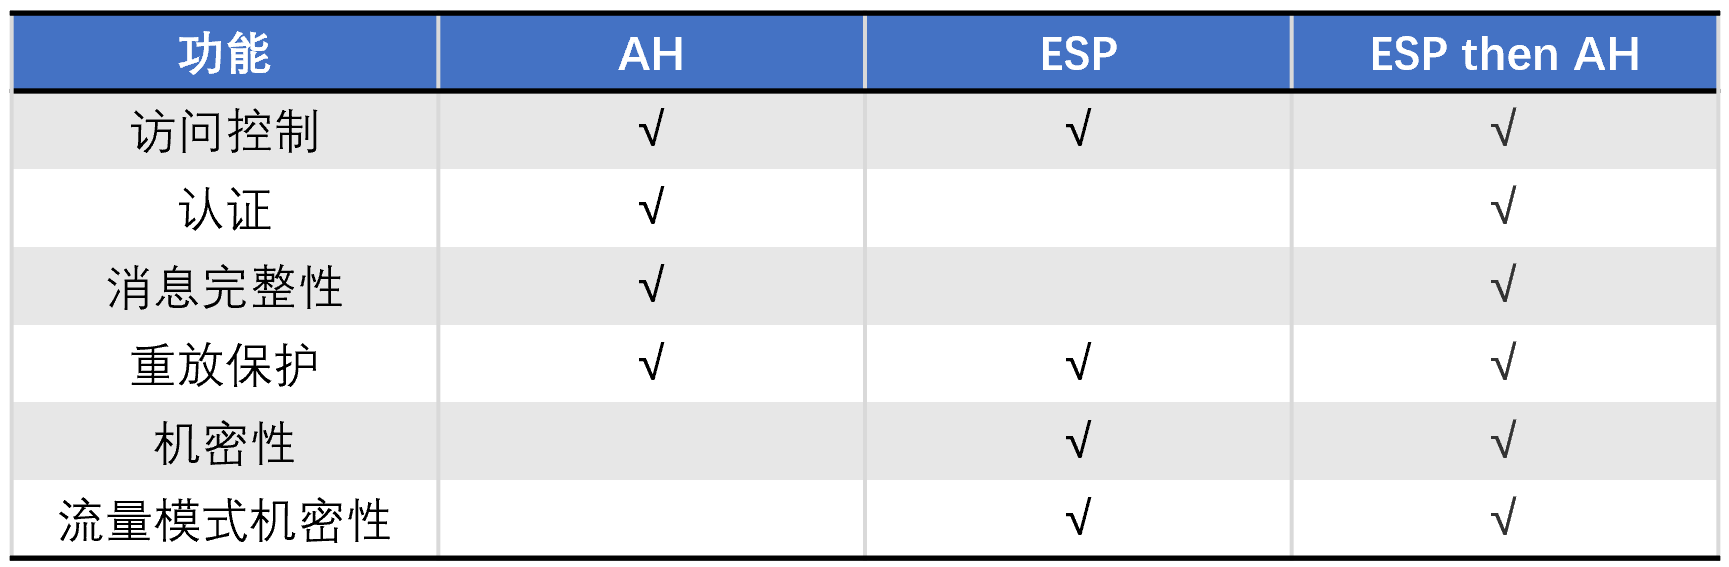 功能 AH ESP ESP then AH
访问控制 √ √ √
认证 √ √
消息完整性 √ √
重放保护 √ √ √
机密性 √ √
流量模式机密性 √ √